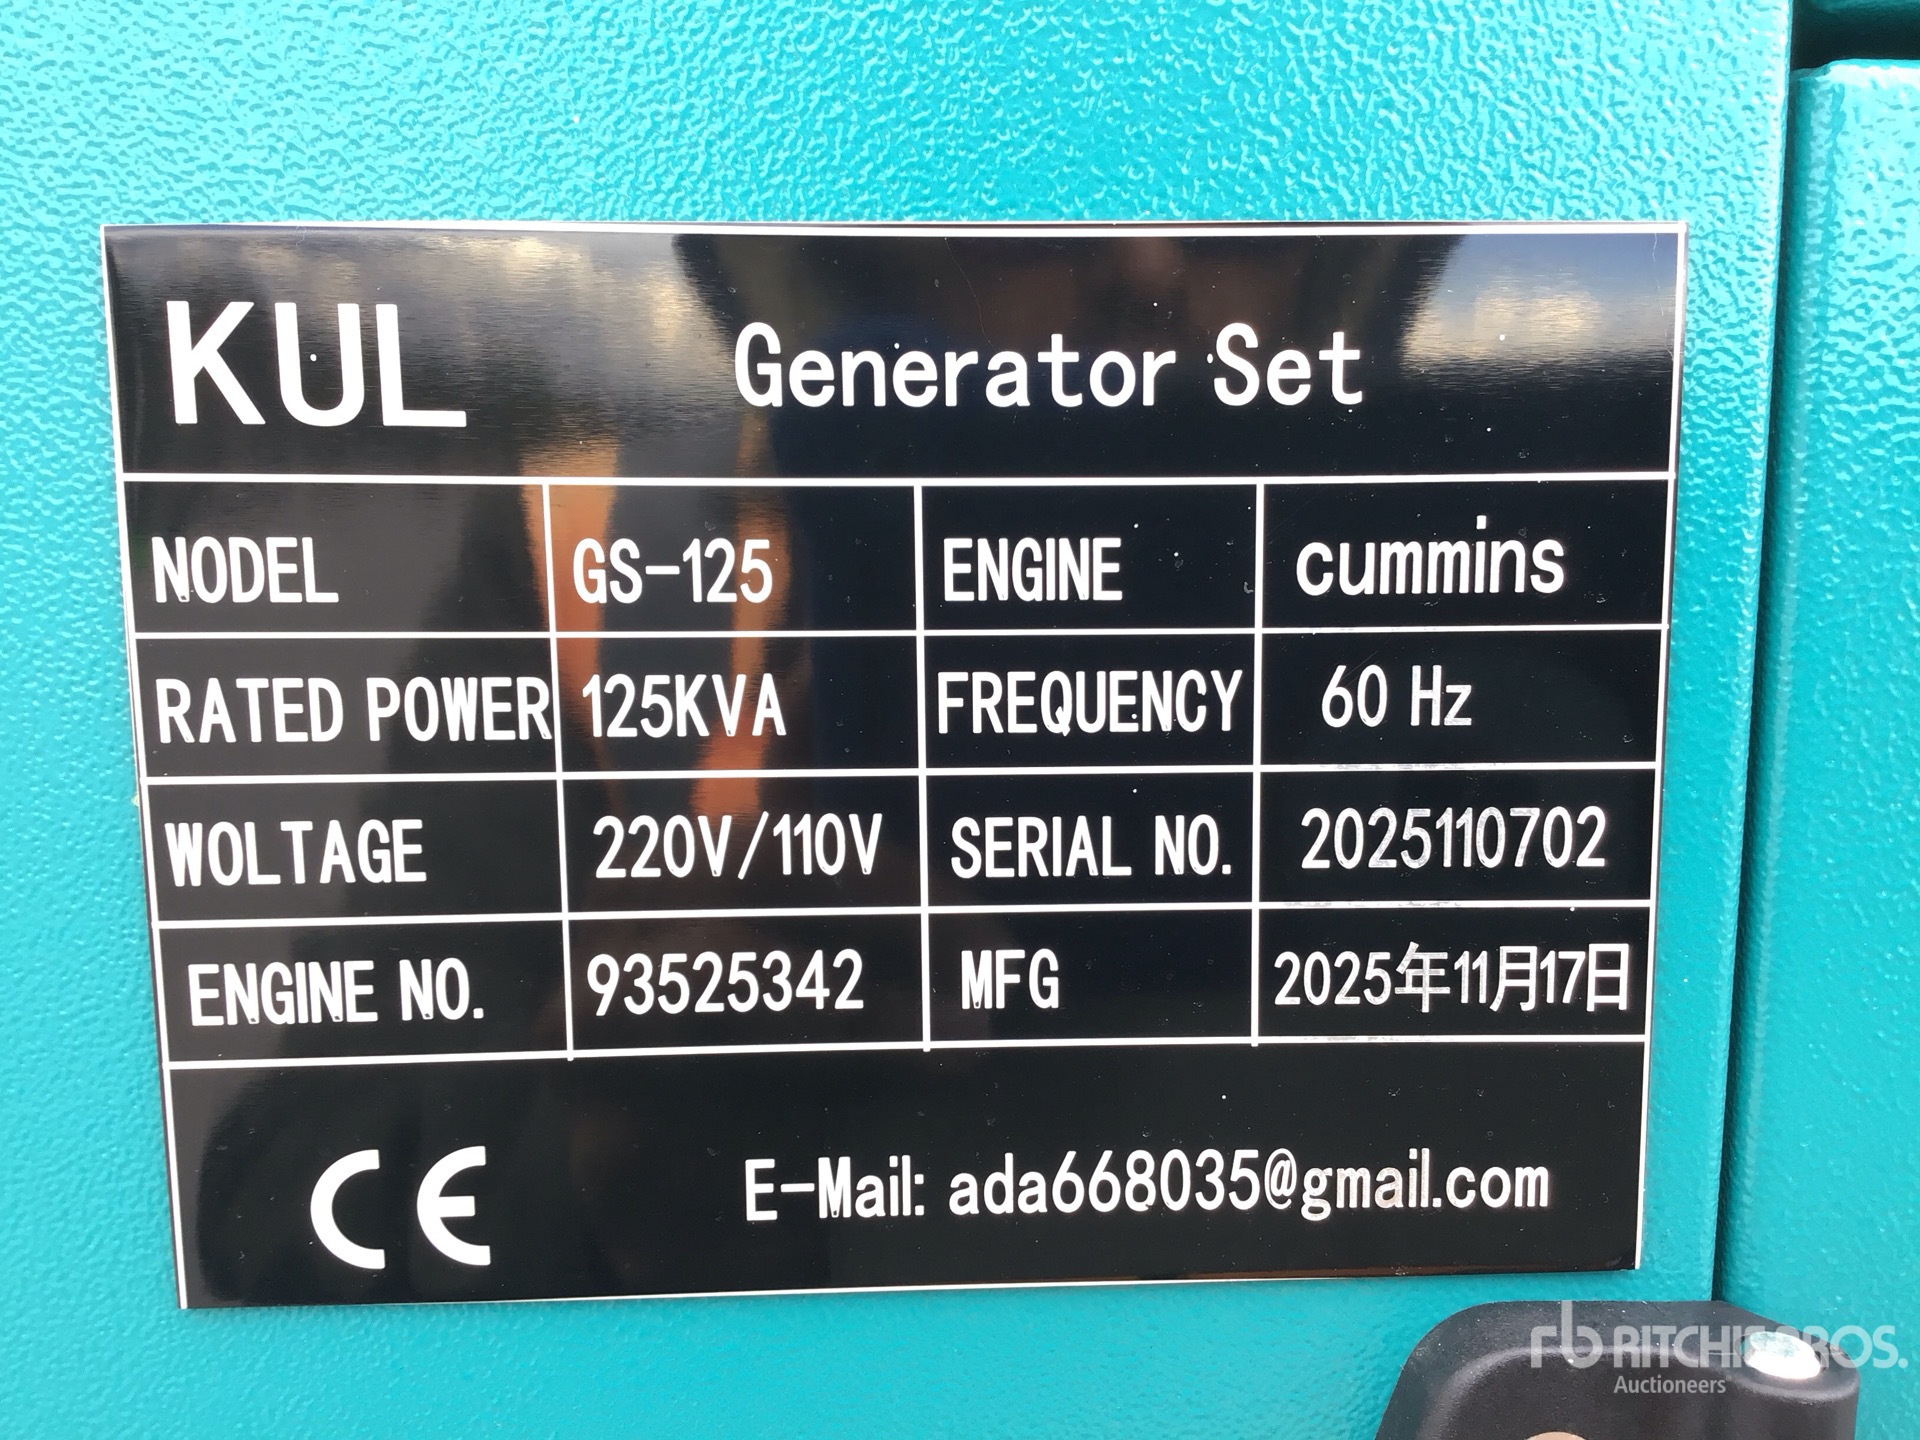 KUL Generator Set
NODEL GS-125 ENGINE cummins
RATED POWER 125KVA FREQUENCY 60 Hz
WOLTAGE 220V/110V SERIAL NO. 2025110702
ENGINE NO. 93525342 MFG 2025年11月17日
CE E-Mail: ada668035@gmail.com
rb RITCHIE BROS.
Auctioneers